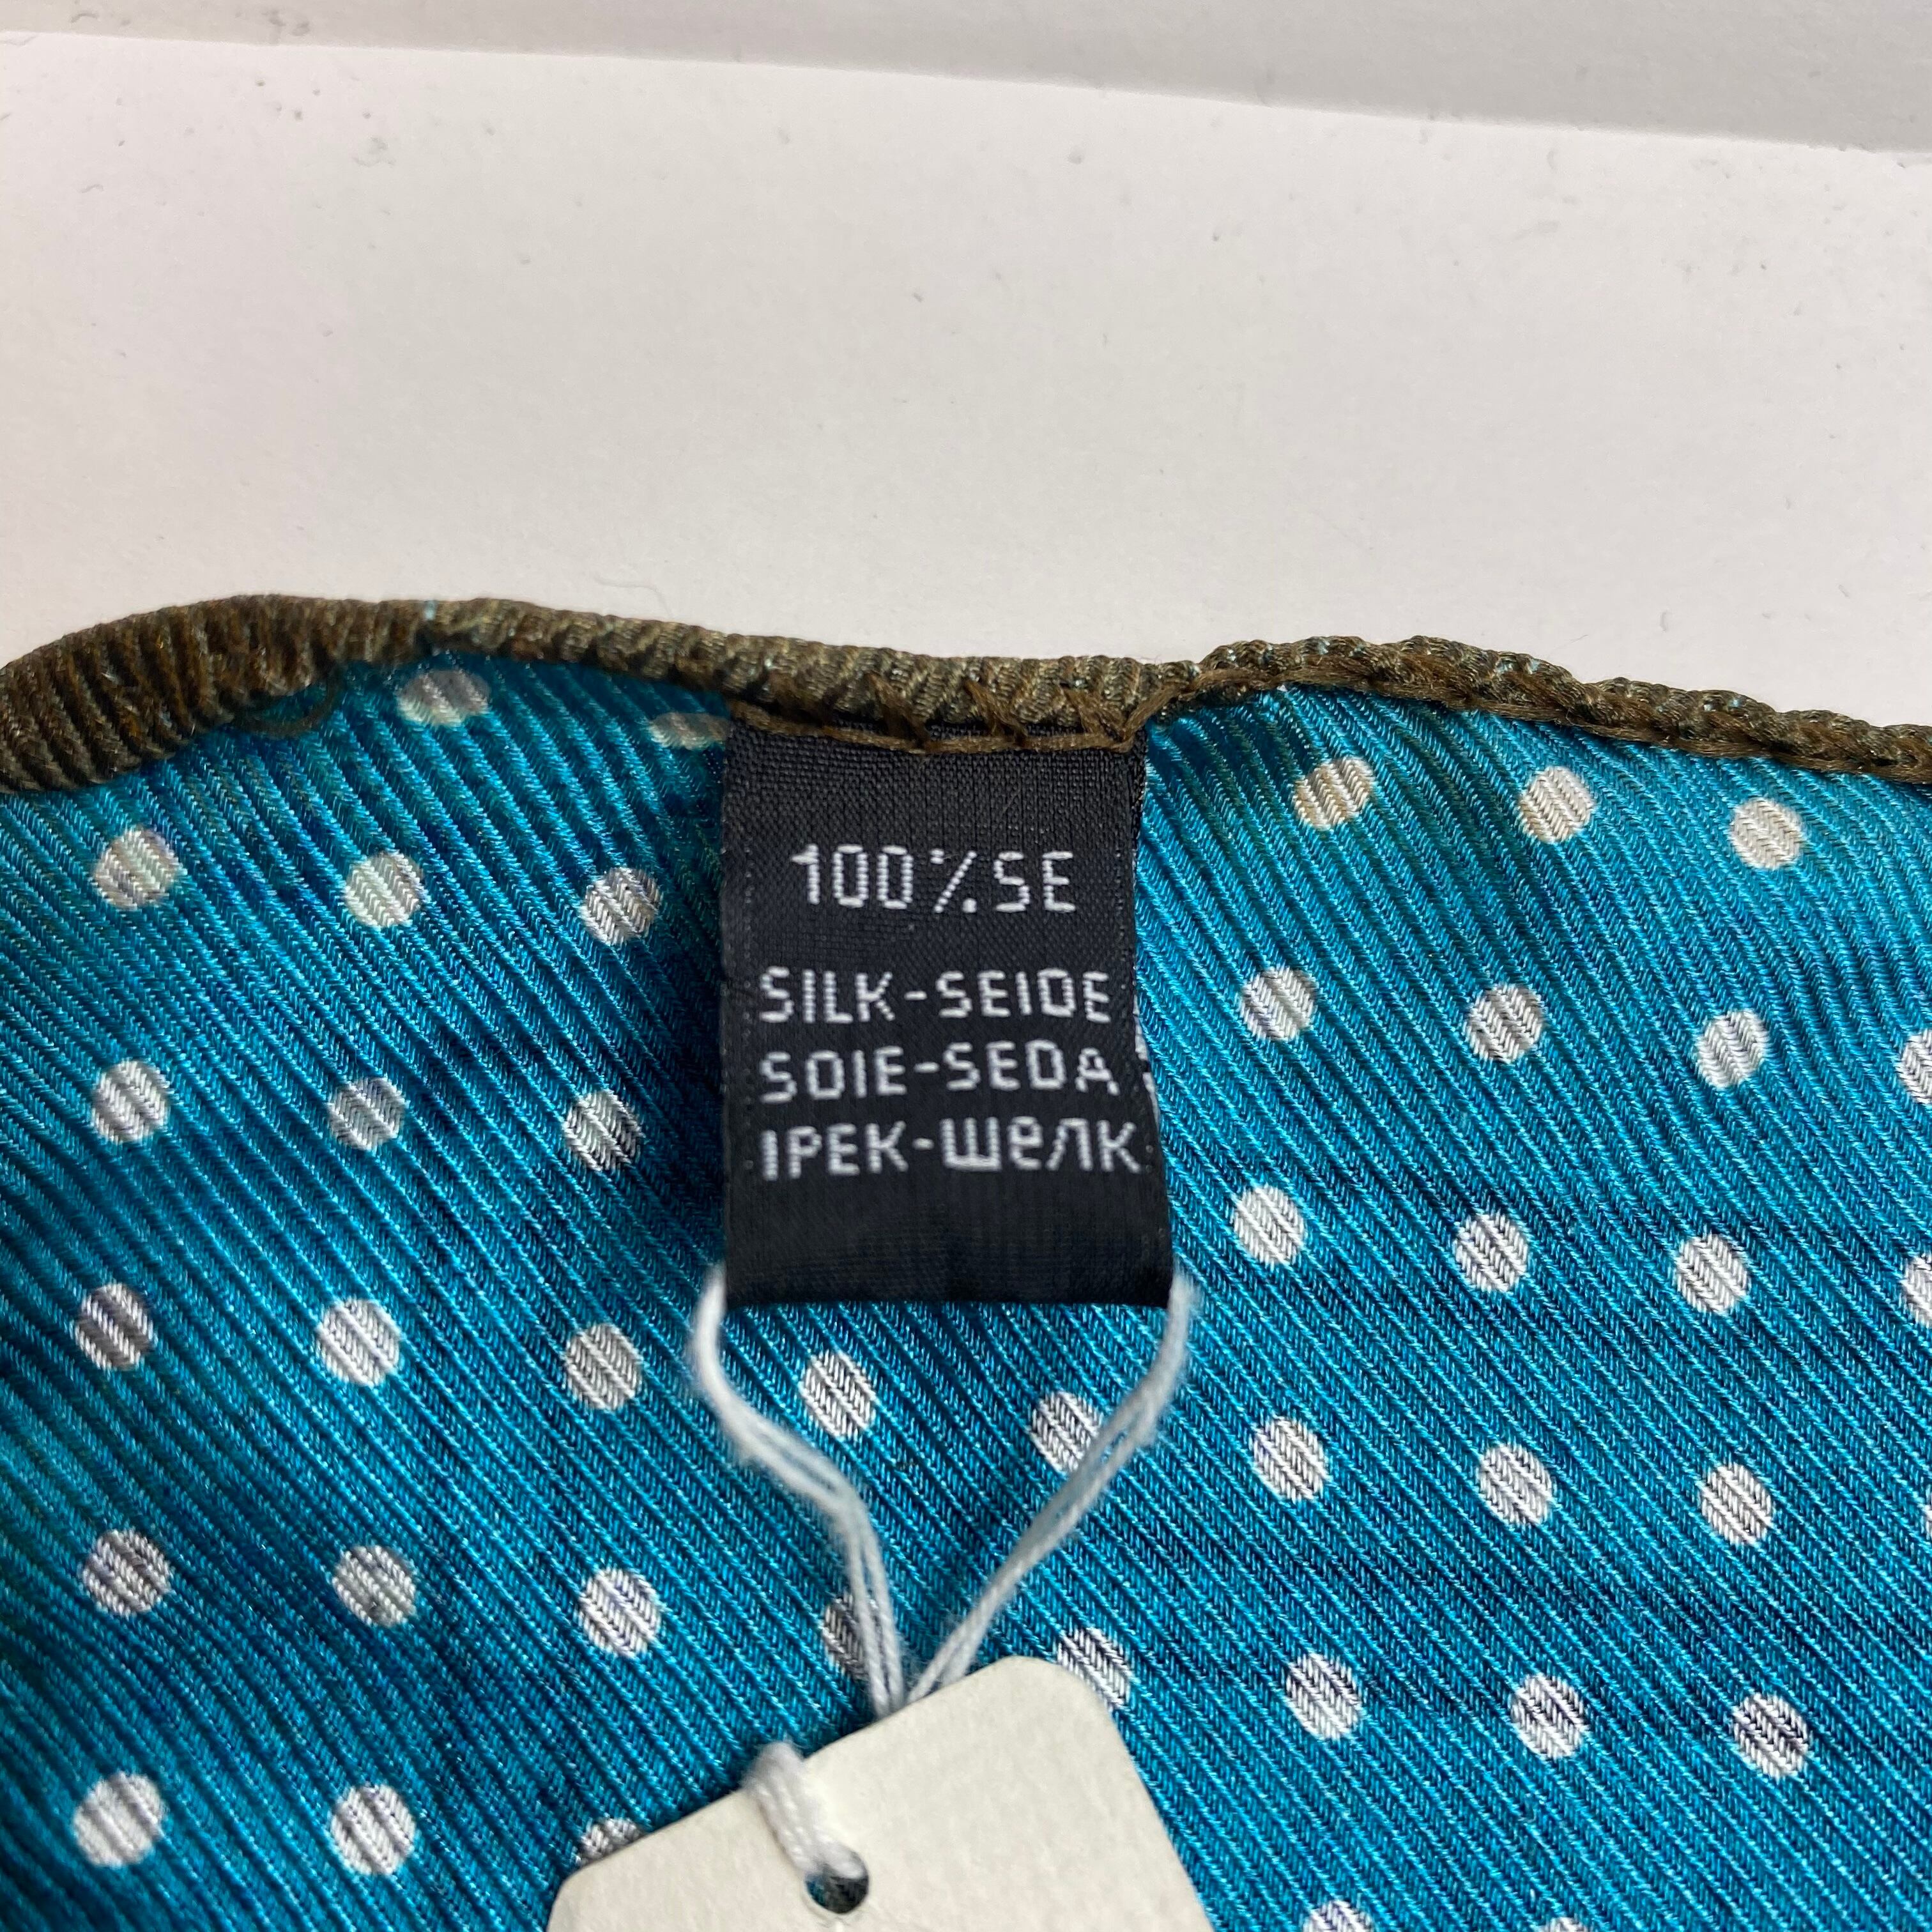 100% SE
SILK-SEIDE
SOIE-SEDA
IPEK-шелк